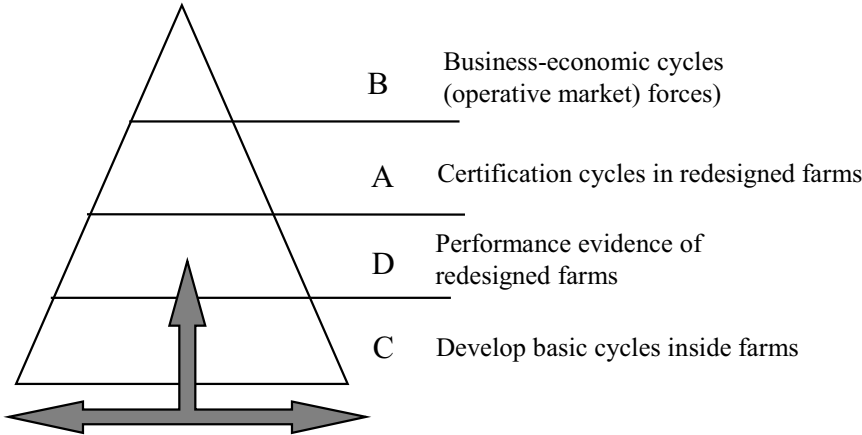 B
Business-economic cycles
(operative market) forces)
A
Certification cycles in redesigned farms
D
Performance evidence of
redesigned farms
C
Develop basic cycles inside farms